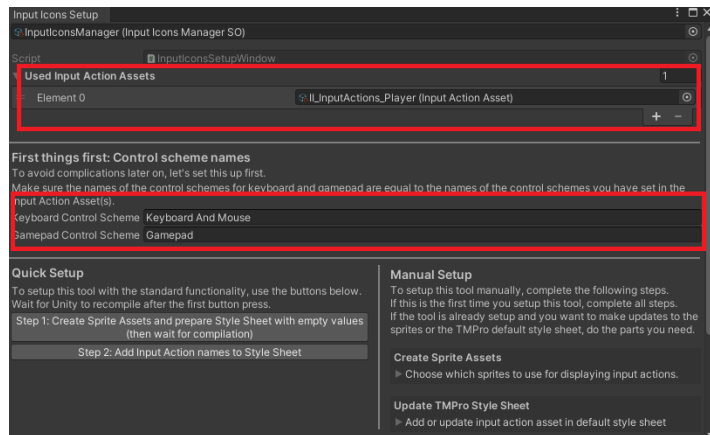 Input Icons Setup
InputIconsManager (Input Icons Manager SO)
Script InputIconsSetupWindow
Used Input Action Assets 1
Element 0 II_InputActions_Player (Input Action Asset)
+ −
First things first: Control scheme names
To avoid complications later on, let's set this up first.
Make sure the names of the control schemes for keyboard and gamepad are equal to the names of the control schemes you have set in the
Input Action Asset(s).
Keyboard Control Scheme Keyboard And Mouse
Gamepad Control Scheme Gamepad
Quick Setup
To setup this tool with the standard functionality, use the buttons below.
Wait for Unity to recompile after the first button press.
Step 1: Create Sprite Assets and prepare Style Sheet with empty values
(then wait for compilation)
Step 2: Add Input Action names to Style Sheet
Manual Setup
To setup this tool manually, complete the following steps.
If this is the first time you setup this tool, complete all steps.
If the tool is already setup and you want to make updates to the
sprites or the TMPro default style sheet, do the parts you need.
Create Sprite Assets
Choose which sprites to use for displaying input actions.
Update TMPro Style Sheet
Add or update input action asset in default style sheet